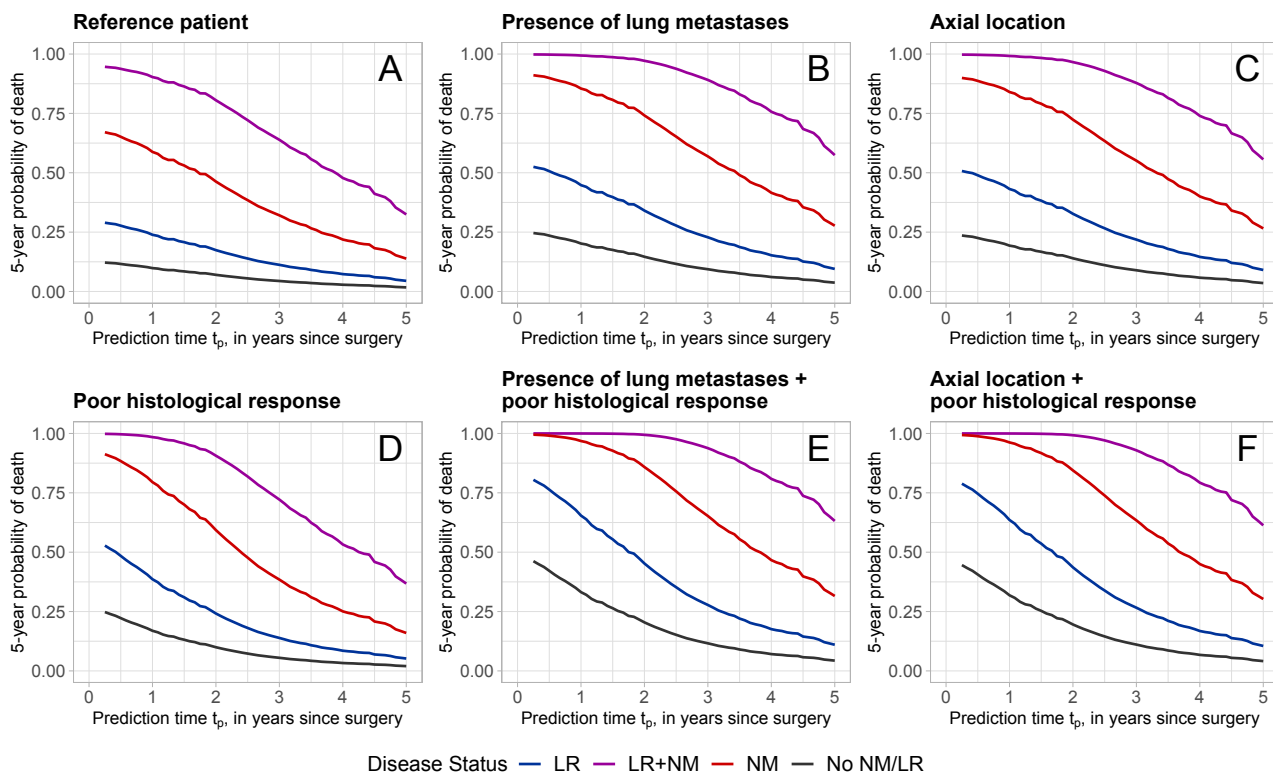 Reference patient
Presence of lung metastases
Axial location
5-year probability of death
1.00
0.75
0.50
0.25
0.00
A
0 1 2 3 4 5
Prediction time tp, in years since surgery
5-year probability of death
1.00
0.75
0.50
0.25
0.00
B
0 1 2 3 4 5
Prediction time tp, in years since surgery
5-year probability of death
1.00
0.75
0.50
0.25
0.00
C
0 1 2 3 4 5
Prediction time tp, in years since surgery
Poor histological response
Presence of lung metastases +
poor histological response
Axial location +
poor histological response
5-year probability of death
1.00
0.75
0.50
0.25
0.00
D
0 1 2 3 4 5
Prediction time tp, in years since surgery
5-year probability of death
1.00
0.75
0.50
0.25
0.00
E
0 1 2 3 4 5
Prediction time tp, in years since surgery
5-year probability of death
1.00
0.75
0.50
0.25
0.00
F
0 1 2 3 4 5
Prediction time tp, in years since surgery
Disease Status LR LR+NM NM No NM/LR